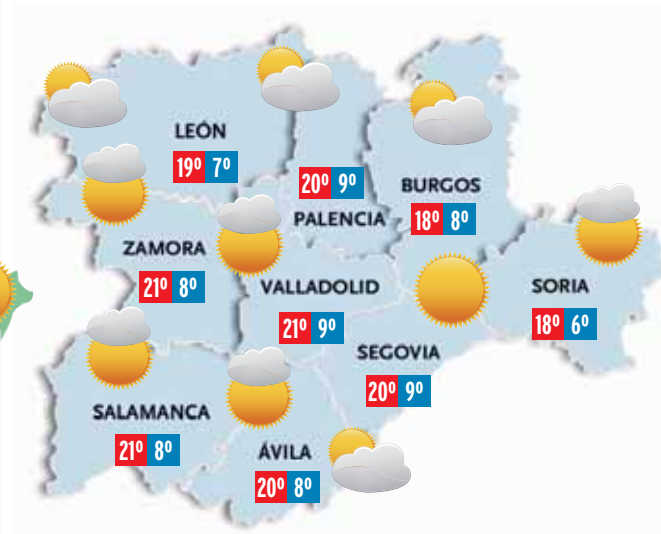 LEÓN
19º 7º
20º 9º
PALENCIA
BURGOS
18º 8º
ZAMORA
21º 8º
VALLADOLID
21º 9º
SORIA
18º 6º
SEGOVIA
20º 9º
SALAMANCA
21º 8º
ÁVILA
20º 8º